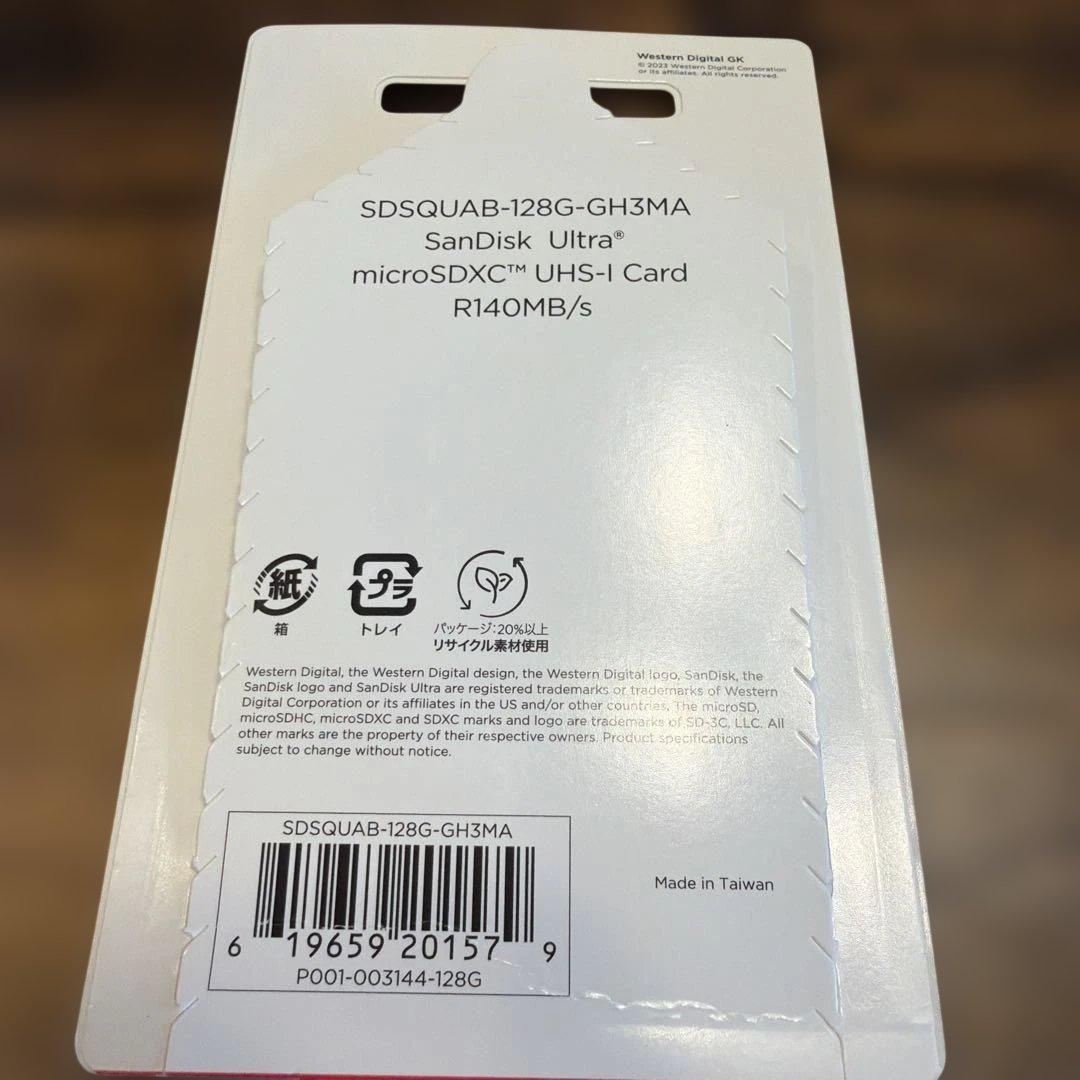 Western Digital GK
© 2023 Western Digital Corporation
or its affiliates. All rights reserved.
SDSQUAB-128G-GH3MA
SanDisk Ultra®
microSDXC™ UHS-I Card
R140MB/s
紙
箱
プラ
トレイ
パッケージ:20%以上
リサイクル素材使用
Western Digital, the Western Digital design, the Western Digital logo, SanDisk, the
SanDisk logo and SanDisk Ultra are registered trademarks or trademarks of Western
Digital Corporation or its affiliates in the US and/or other countries. The microSD,
microSDHC, microSDXC and SDXC marks and logo are trademarks of SD-3C, LLC. All
other marks are the property of their respective owners. Product specifications
subject to change without notice.
SDSQUAB-128G-GH3MA
6 19659 20157 9
P001-003144-128G
Made in Taiwan